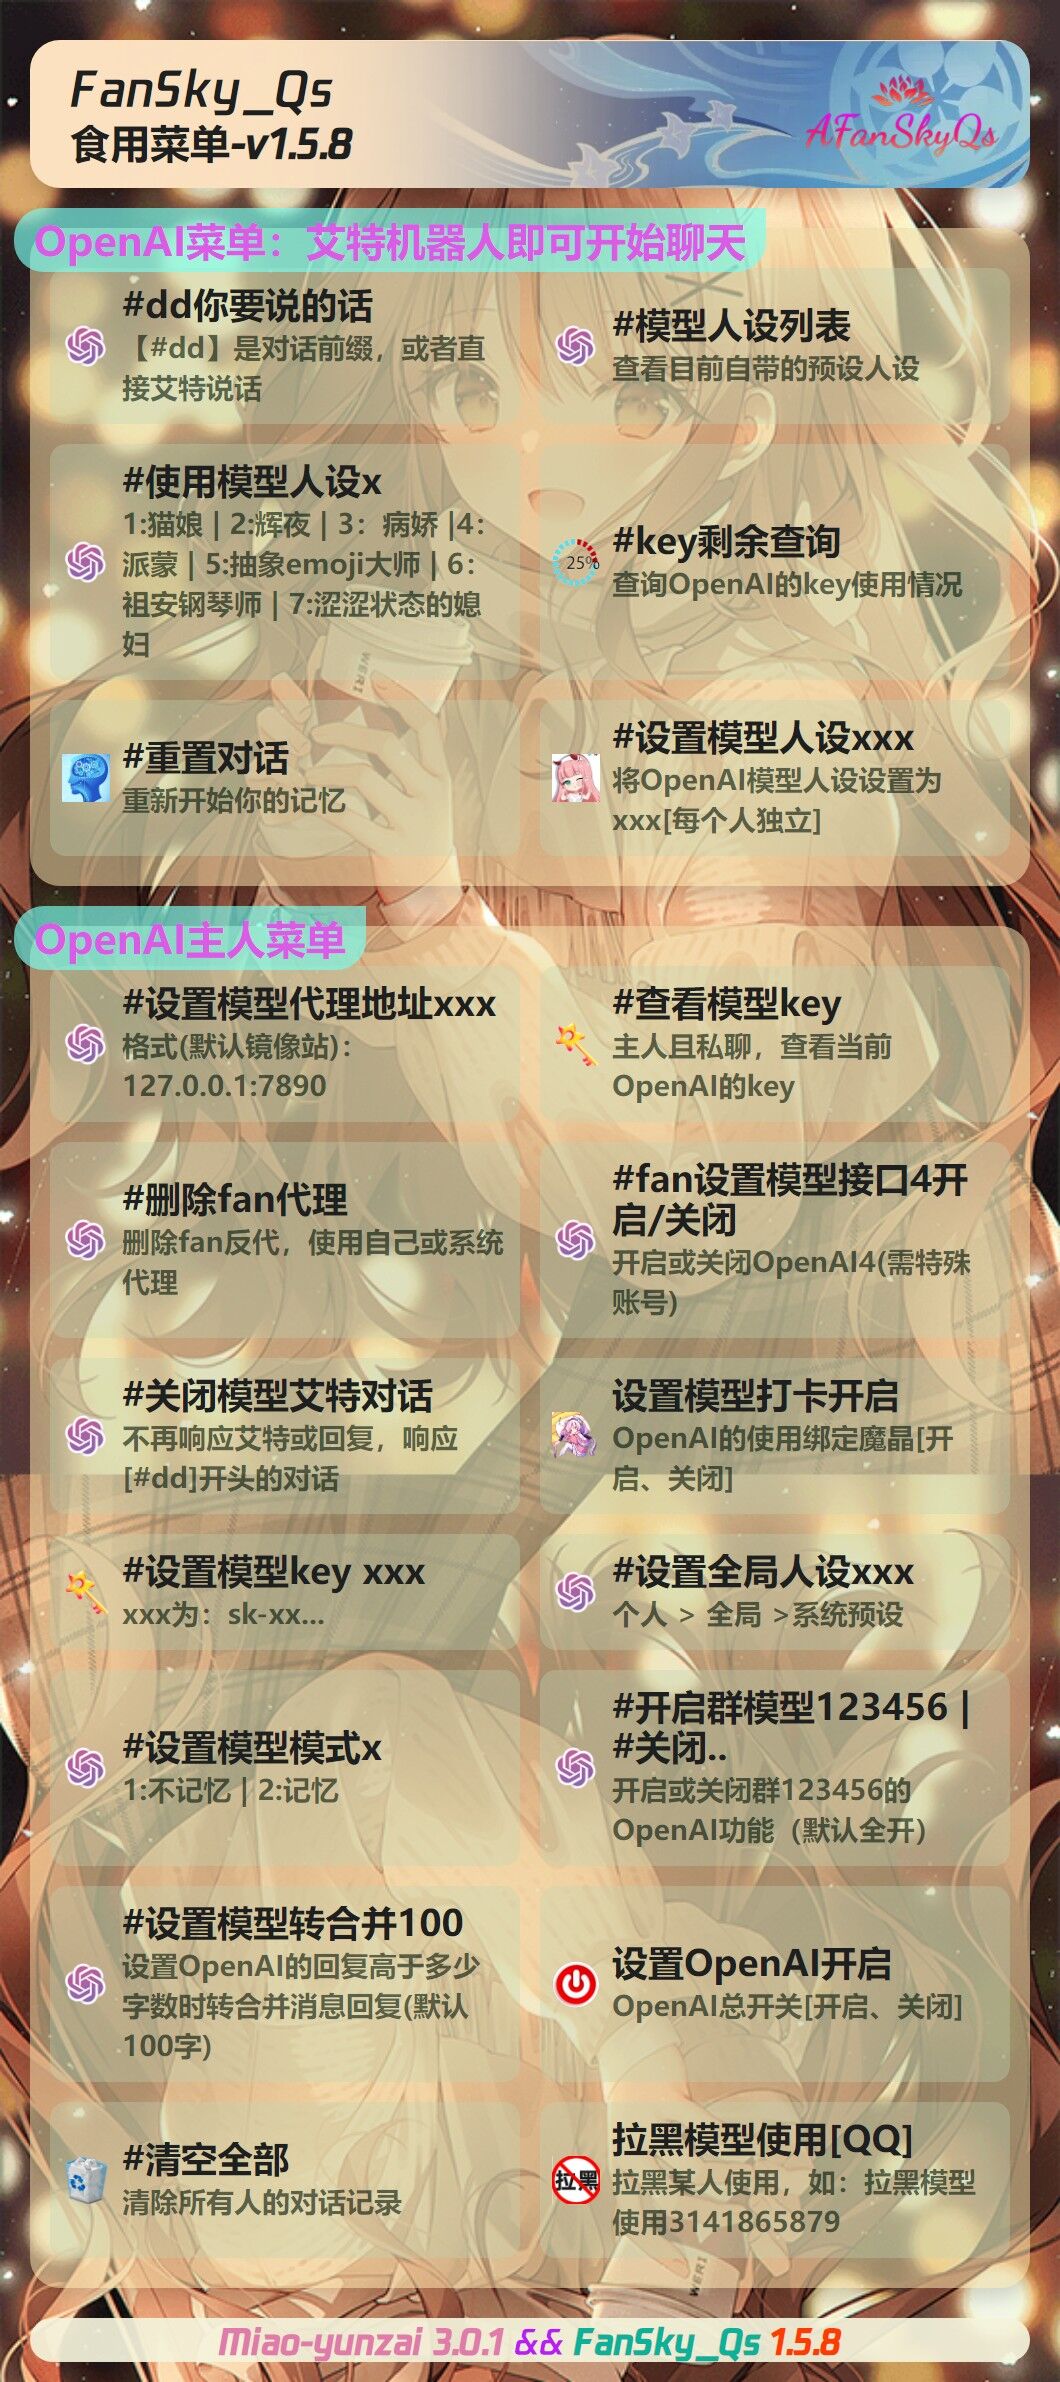 FanSky_Qs
食用菜单-v1.5.8
AFanSkyQs
OpenAI菜单：艾特机器人即可开始聊天
#dd你要说的话
【#dd】是对话前缀，或者直
接艾特说话
#模型人设列表
查看目前自带的预设人设
#使用模型人设x
1:猫娘 | 2:辉夜 | 3：病娇 |4：
派蒙 | 5:抽象emoji大师 | 6：
祖安钢琴师 | 7:涩涩状态的媳
妇
25%
#key剩余查询
查询OpenAI的key使用情况
#重置对话
重新开始你的记忆
#设置模型人设xxx
将OpenAI模型人设设置为
xxx[每个人独立]
WERI
OpenAI主人菜单
#设置模型代理地址xxx
格式(默认镜像站)：
127.0.0.1:7890
#查看模型key
主人且私聊，查看当前
OpenAI的key
#删除fan代理
删除fan反代，使用自己或系统
代理
#fan设置模型接口4开
启/关闭
开启或关闭OpenAI4(需特殊
账号)
#关闭模型艾特对话
不再响应艾特或回复，响应
[#dd]开头的对话
设置模型打卡开启
OpenAI的使用绑定魔晶[开
启、关闭]
#设置模型key xxx
xxx为：sk-xx...
#设置全局人设xxx
个人 > 全局 >系统预设
#设置模型模式x
1:不记忆 | 2:记忆
#开启群模型123456 |
#关闭..
开启或关闭群123456的
OpenAI功能（默认全开）
#设置模型转合并100
设置OpenAI的回复高于多少
字数时转合并消息回复(默认
100字)
设置OpenAI开启
OpenAI总开关[开启、关闭]
#清空全部
清除所有人的对话记录
拉黑
拉黑模型使用[QQ]
拉黑某人使用，如：拉黑模型
使用3141865879
WERI
Miao-yunzai 3.0.1 && FanSky_Qs 1.5.8